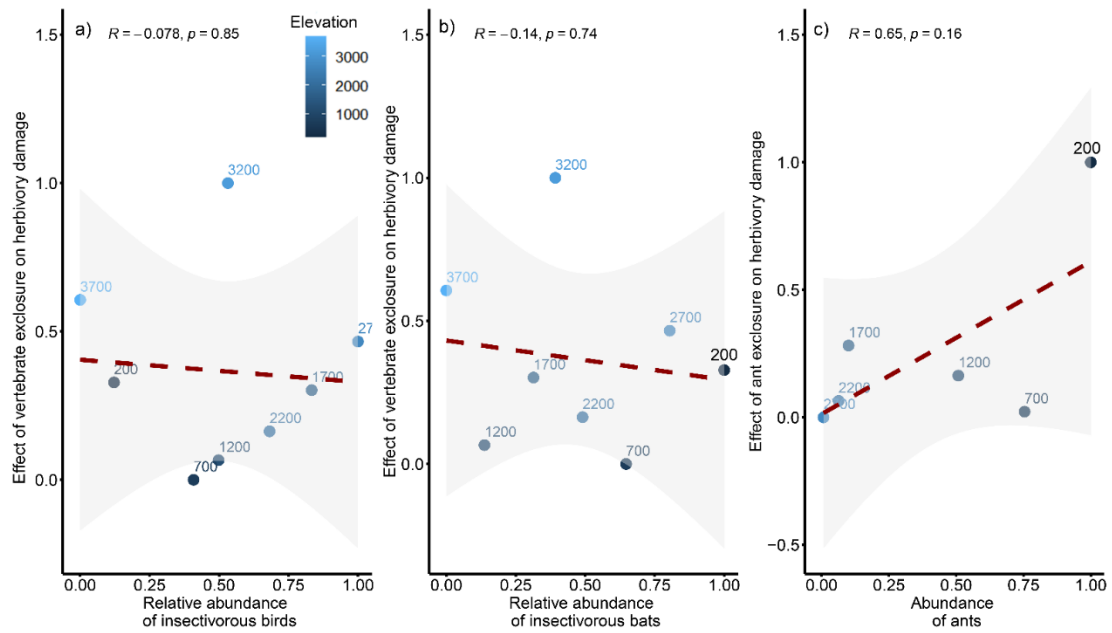 a)
R = −0.078, p = 0.85
Elevation
3000
2000
1000
Effect of vertebrate exclosure on herbivory damage
1.5
1.0
0.5
0.0
3200
3700
200
27
1700
2200
1200
700
0.00 0.25 0.50 0.75 1.00
Relative abundance
of insectivorous birds
b)
R = −0.14, p = 0.74
Effect of vertebrate exclosure on herbivory damage
1.5
1.0
0.5
0.0
3200
3700
2700
200
1700
2200
1200
700
0.00 0.25 0.50 0.75 1.00
Relative abundance
of insectivorous bats
c)
R = 0.65, p = 0.16
Effect of ant exclosure on herbivory damage
1.5
1.0
0.5
0.0
−0.5
200
1700
2200
1200
700
0.00 0.25 0.50 0.75 1.00
Abundance
of ants